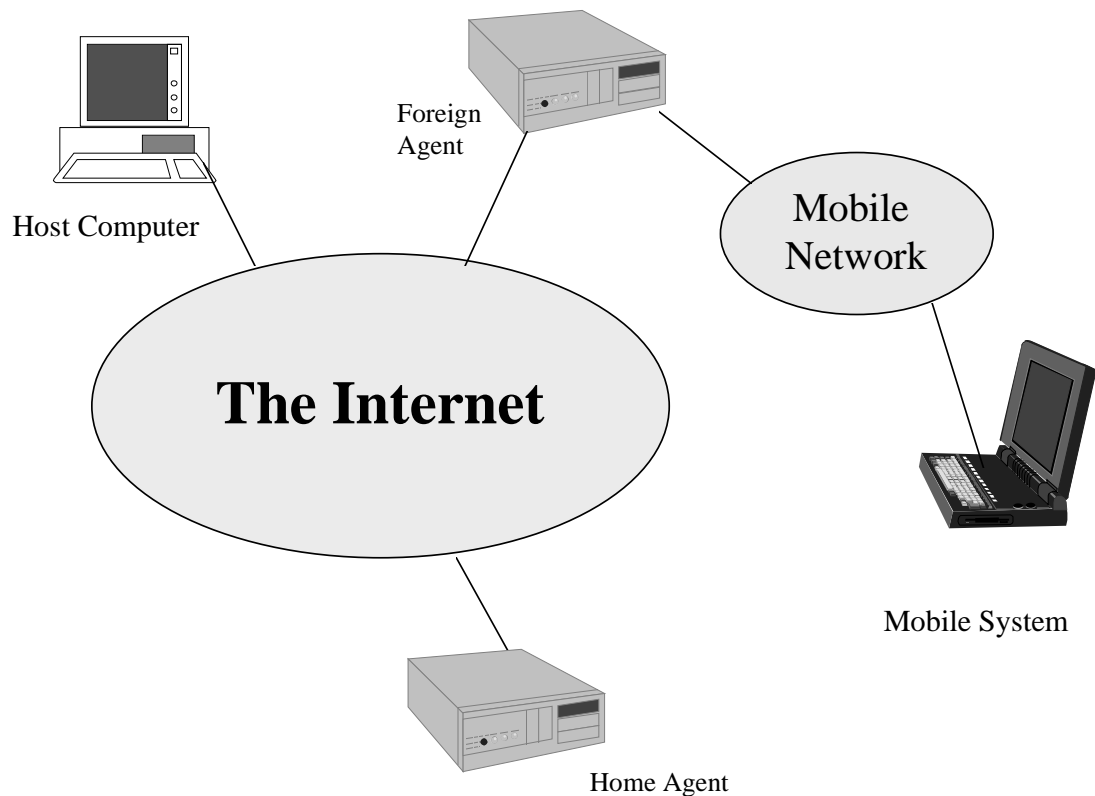 Foreign
Agent
Mobile
Network
Host Computer
The Internet
Mobile System
Home Agent